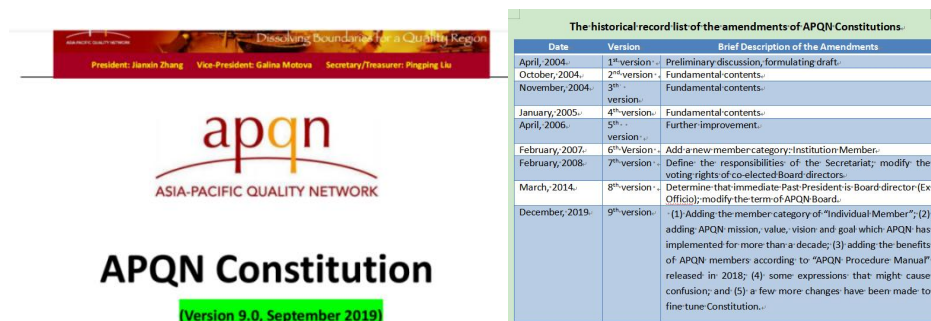 ASIA-PACIFIC QUALITY NETWORK
Dissolving Boundaries for a Quality Region
President: Jianxin Zhang Vice-President: Galina Motova Secretary/Treasurer: Pingping Liu
apqn
ASIA-PACIFIC QUALITY NETWORK
APQN Constitution
(Version 9.0, September 2019)
The historical record list of the amendments of APQN Constitutions
Date Version Brief Description of the Amendments
April, 2004 1st version Preliminary discussion, formulating draft
October, 2004 2nd version Fundamental contents
November, 2004 3th Fundamental contents
version
January, 2005 4th version Fundamental contents
April, 2006 5th Further improvement
version
February, 2007 6th Version Add a new member category: Institution Member
February, 2008 7th version Define the responsibilities of the Secretariat; modify the
voting rights of co-elected Board directors
March, 2014 8th version Determine that immediate Past President is Board director (Ex
Officio); modify the term of APQN Board.
December, 2019 9th version (1) Adding the member category of "Individual Member"; (2)
adding APQN mission, value, vision and goal which APQN has
implemented for more than a decade; (3) adding the benefits
of APQN members according to "APQN Procedure Manual"
released in 2018; (4) some expressions that might cause
confusion; and (5) a few more changes have been made to
fine tune Constitution.